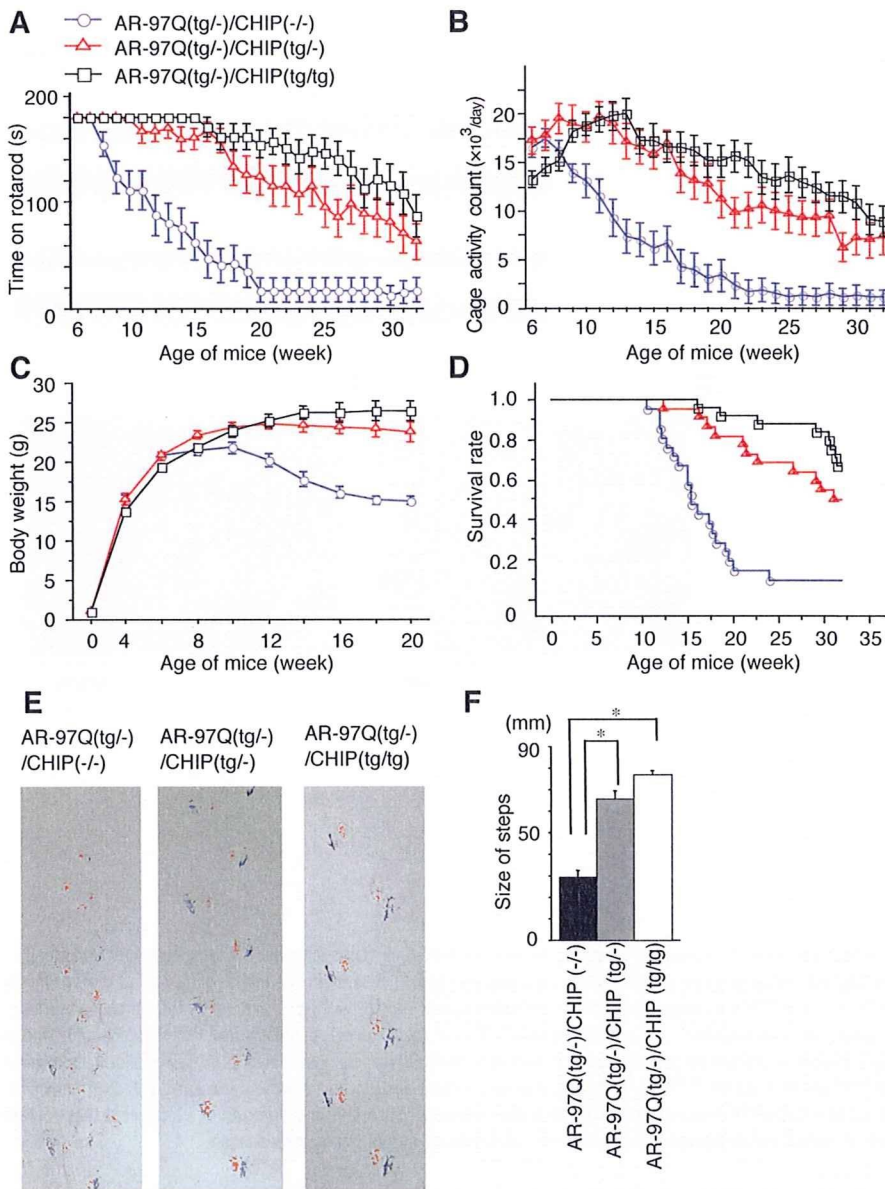 A
AR-97Q(tg/-)/CHIP(-/-)
AR-97Q(tg/-)/CHIP(tg/-)
AR-97Q(tg/-)/CHIP(tg/tg)
200
100
0
Time on rotarod (s)
6 10 15 20 25 30
Age of mice (week)
B
20
15
10
5
0
Cage activity count (×10³/day)
6 10 15 20 25 30
Age of mice (week)
C
30
25
20
15
10
5
0
Body weight (g)
0 4 8 12 16 20
Age of mice (week)
D
1.0
0.8
0.6
0.4
0.2
0
Survival rate
0 5 10 15 20 25 30 35
Age of mice (week)
E
AR-97Q(tg/-)
/CHIP(-/-)
AR-97Q(tg/-)
/CHIP(tg/-)
AR-97Q(tg/-)
/CHIP(tg/tg)
F
(mm)
90
50
0
Size of steps
*
*
AR-97Q(tg/-)/CHIP (-/-)
AR-97Q(tg/-)/CHIP (tg/-)
AR-97Q(tg/-)/CHIP (tg/tg)